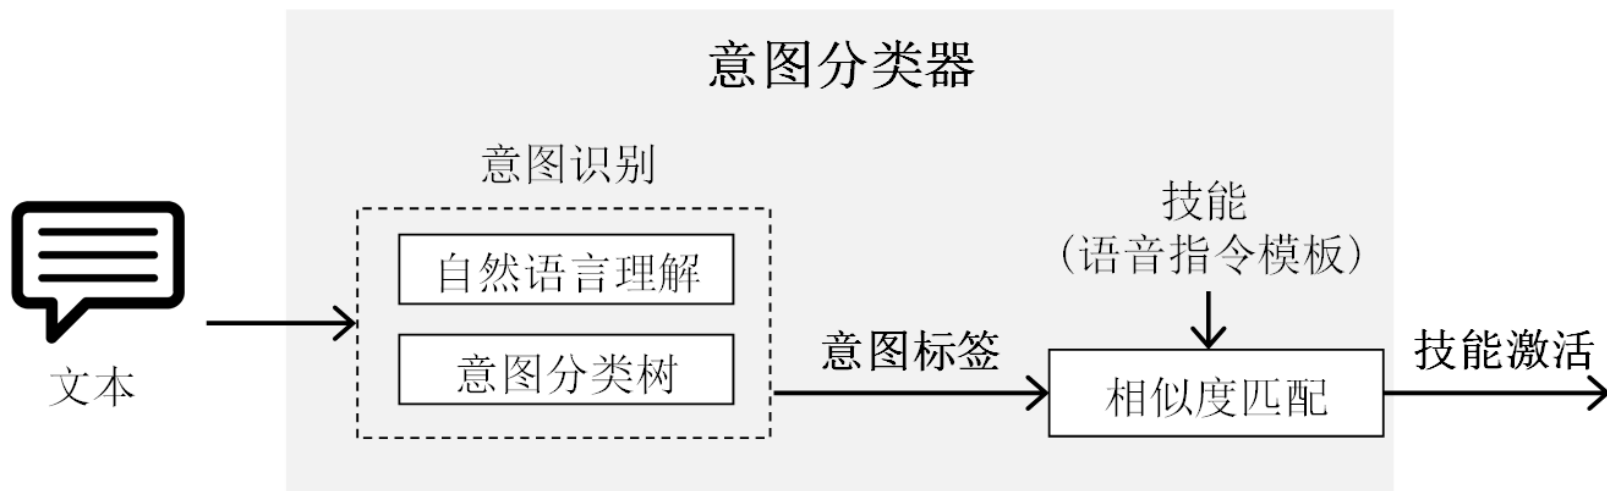 意图分类器
意图识别
自然语言理解
意图分类树
文本
意图标签
技能
（语音指令模板）
相似度匹配
技能激活